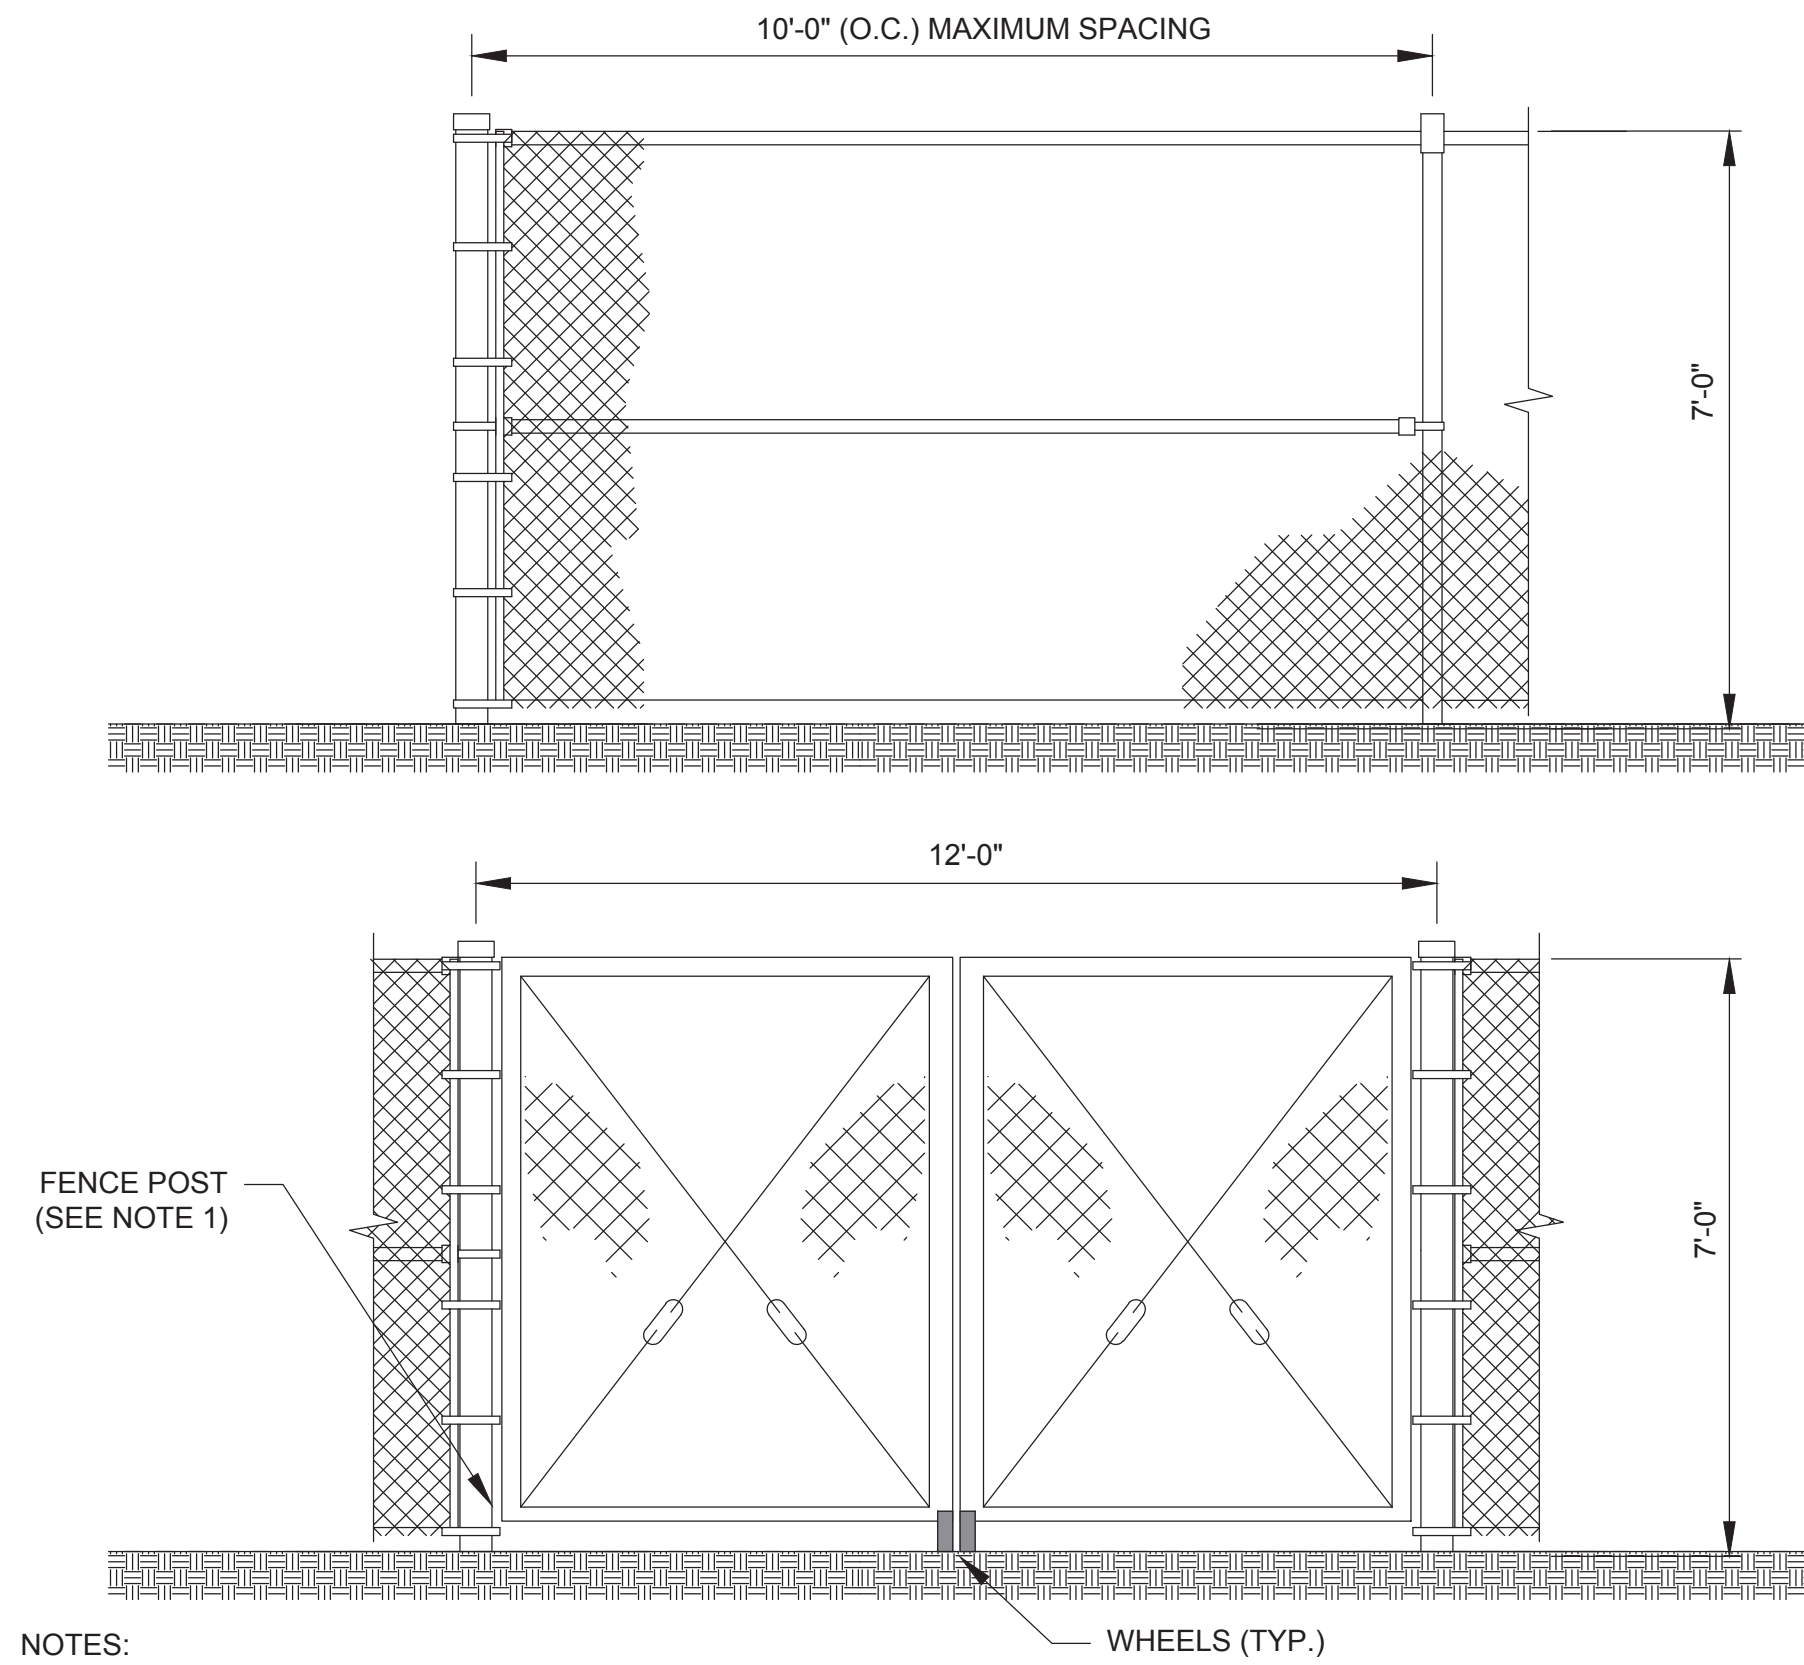 10'-0" (O.C.) MAXIMUM SPACING
7'-0"
12'-0"
FENCE POST
(SEE NOTE 1)
7'-0"
WHEELS (TYP.)
NOTES: